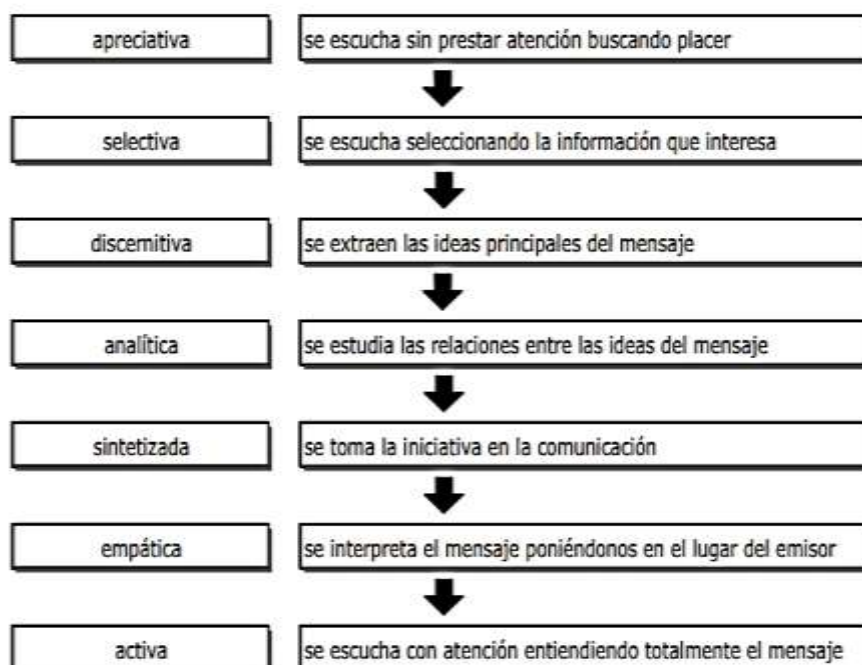 apreciativa se escucha sin prestar atención buscando placer
selectiva se escucha seleccionando la información que interesa
discernitiva se extraen las ideas principales del mensaje
analítica se estudia las relaciones entre las ideas del mensaje
sintetizada se toma la iniciativa en la comunicación
empática se interpreta el mensaje poniéndonos en el lugar del emisor
activa se escucha con atención entiendiendo totalmente el mensaje